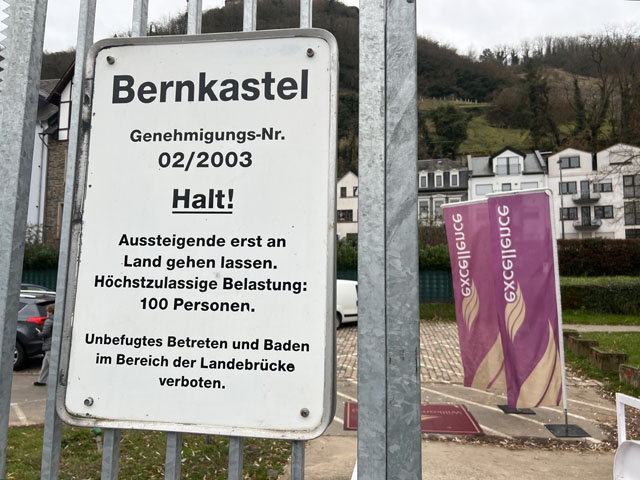 Bernkastel
Genehmigungs-Nr.
02/2003
Halt!
Aussteigende erst an
Land gehen lassen.
Höchstzulassige Belastung:
100 Personen.
Unbefugtes Betreten und Baden
im Bereich der Landebrücke
verboten.
excellence
excellence